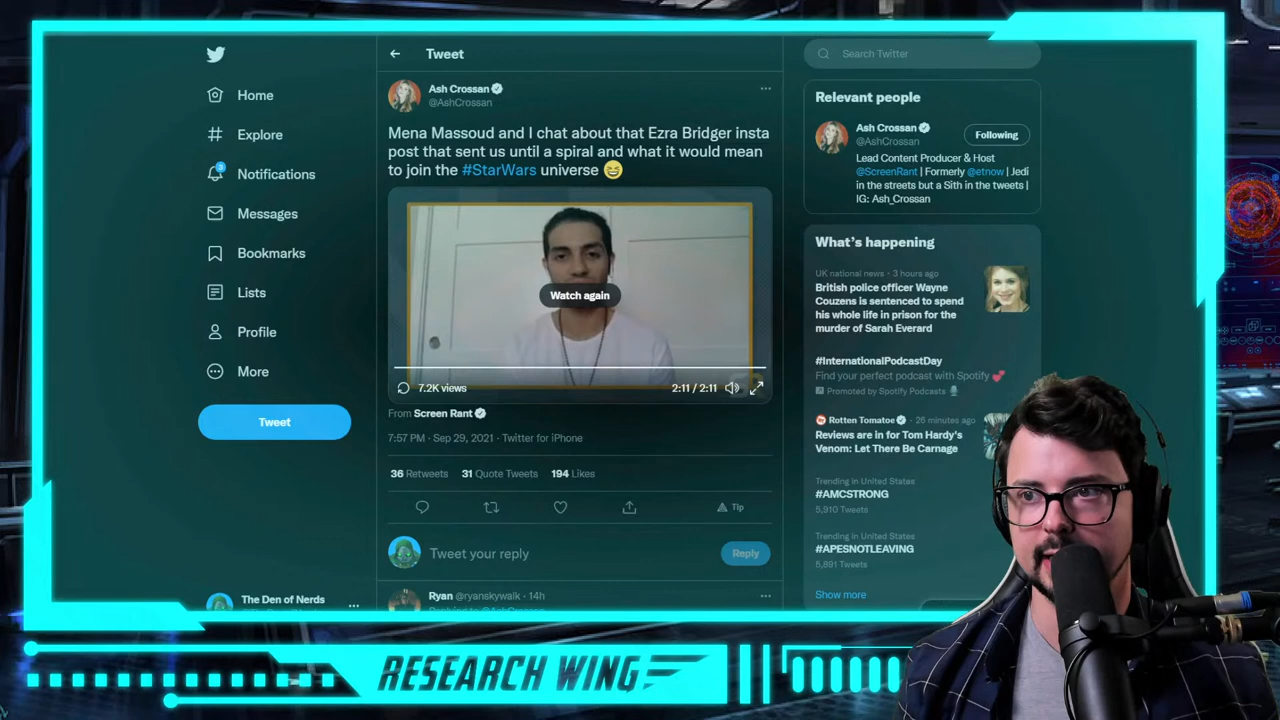 Home
Explore
3
Notifications
Messages
Bookmarks
Lists
Profile
More
Tweet
The Den of Nerds
Tweet
Ash Crossan
@AshCrossan
Mena Massoud and I chat about that Ezra Bridger insta
post that sent us until a spiral and what it would mean
to join the #StarWars universe 😆
Watch again
7.2K views
2:11 / 2:11
From Screen Rant
7:57 PM · Sep 29, 2021 · Twitter for iPhone
36 Retweets 31 Quote Tweets 194 Likes
Tip
Tweet your reply
Reply
Ryan @ryanskywalk · 14h
Search Twitter
Relevant people
Ash Crossan
@AshCrossan
Following
Lead Content Producer & Host
@ScreenRant | Formerly @etnow | Jedi
in the streets but a Sith in the tweets |
IG: Ash_Crossan
What's happening
UK national news · 3 hours ago
British police officer Wayne
Couzens is sentenced to spend
his whole life in prison for the
murder of Sarah Everard
#InternationalPodcastDay
Find your perfect podcast with Spotify 💕
Promoted by Spotify Podcasts
Rotten Tomatoe · 26 minutes ago
Reviews are in for Tom Hardy's
Venom: Let There Be Carnage
Trending in United States
#AMCSTRONG
5,910 Tweets
Trending in United States
#APESNOTLEAVING
5,891 Tweets
Show more
RESEARCH WING